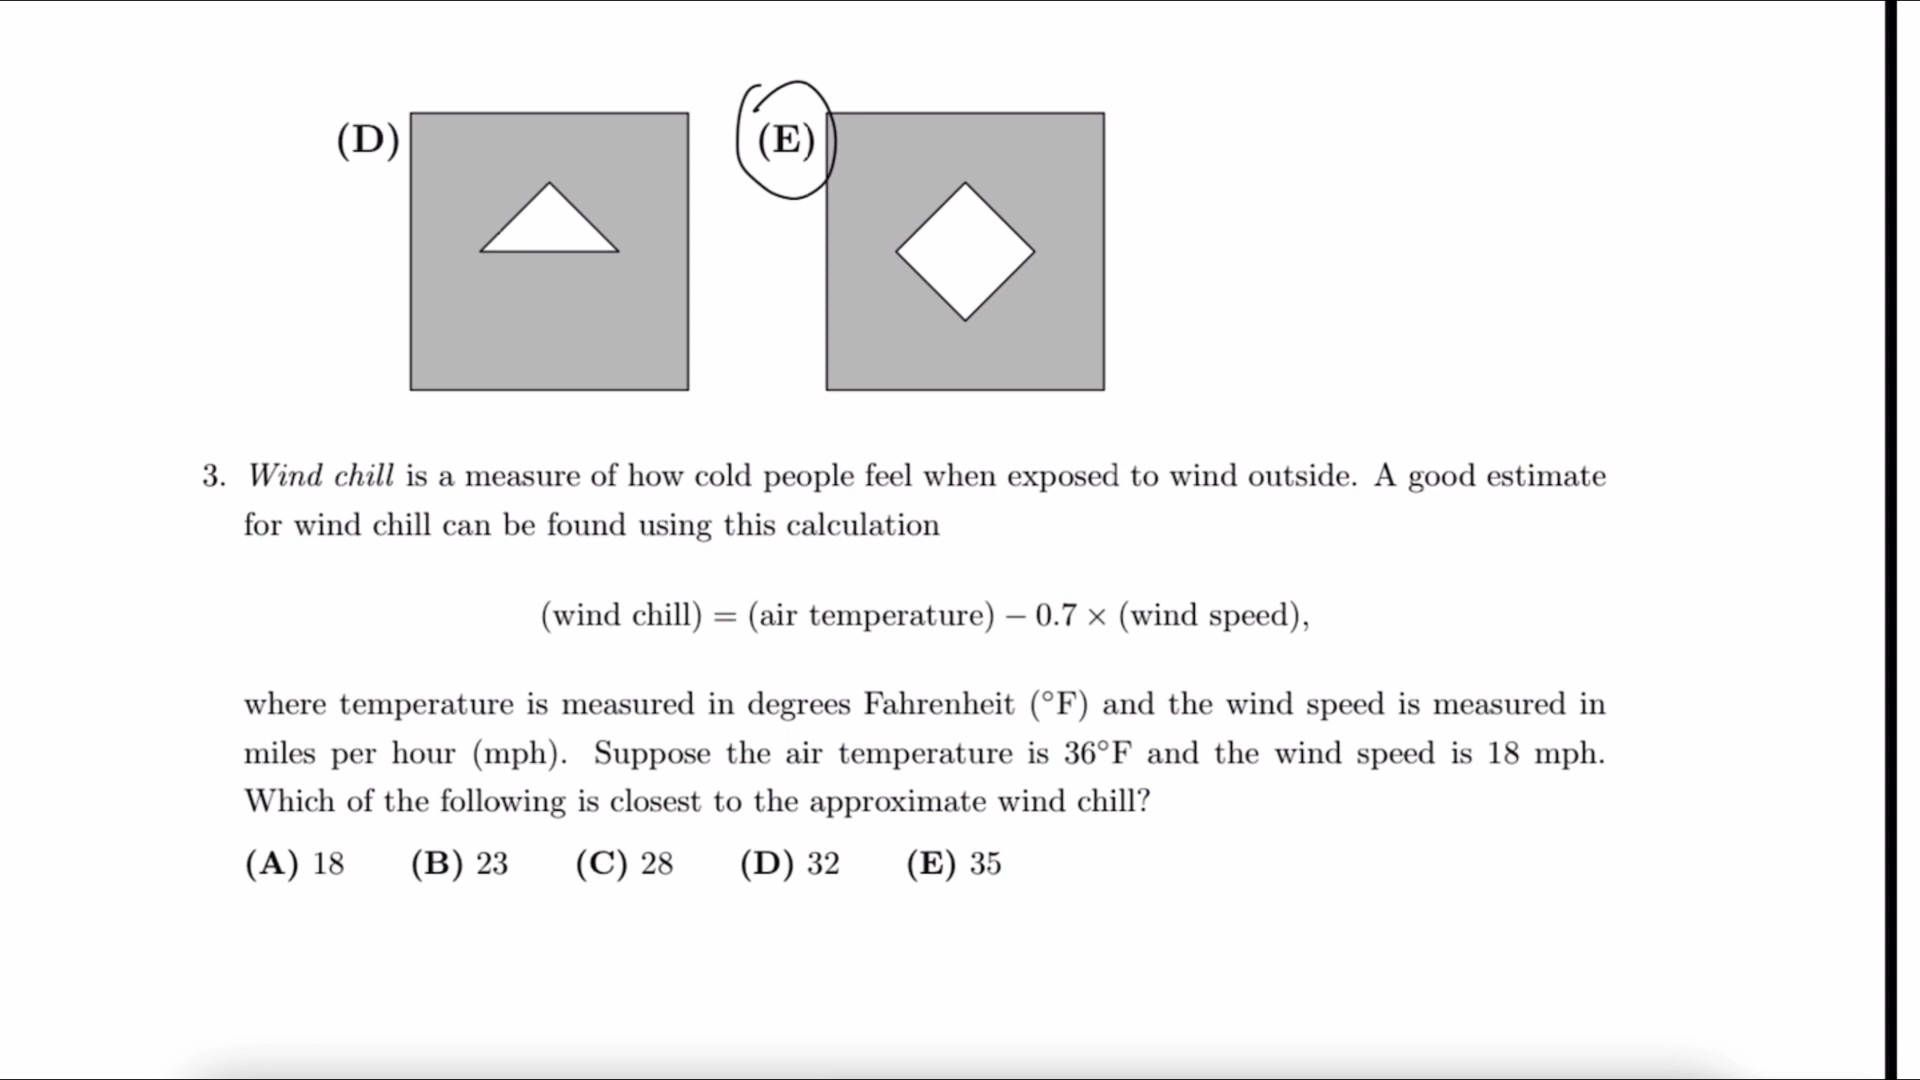 (D) (E)
3. Wind chill is a measure of how cold people feel when exposed to wind outside. A good estimate
for wind chill can be found using this calculation
(wind chill) = (air temperature) − 0.7 × (wind speed),
where temperature is measured in degrees Fahrenheit (°F) and the wind speed is measured in
miles per hour (mph). Suppose the air temperature is 36°F and the wind speed is 18 mph.
Which of the following is closest to the approximate wind chill?
(A) 18 (B) 23 (C) 28 (D) 32 (E) 35